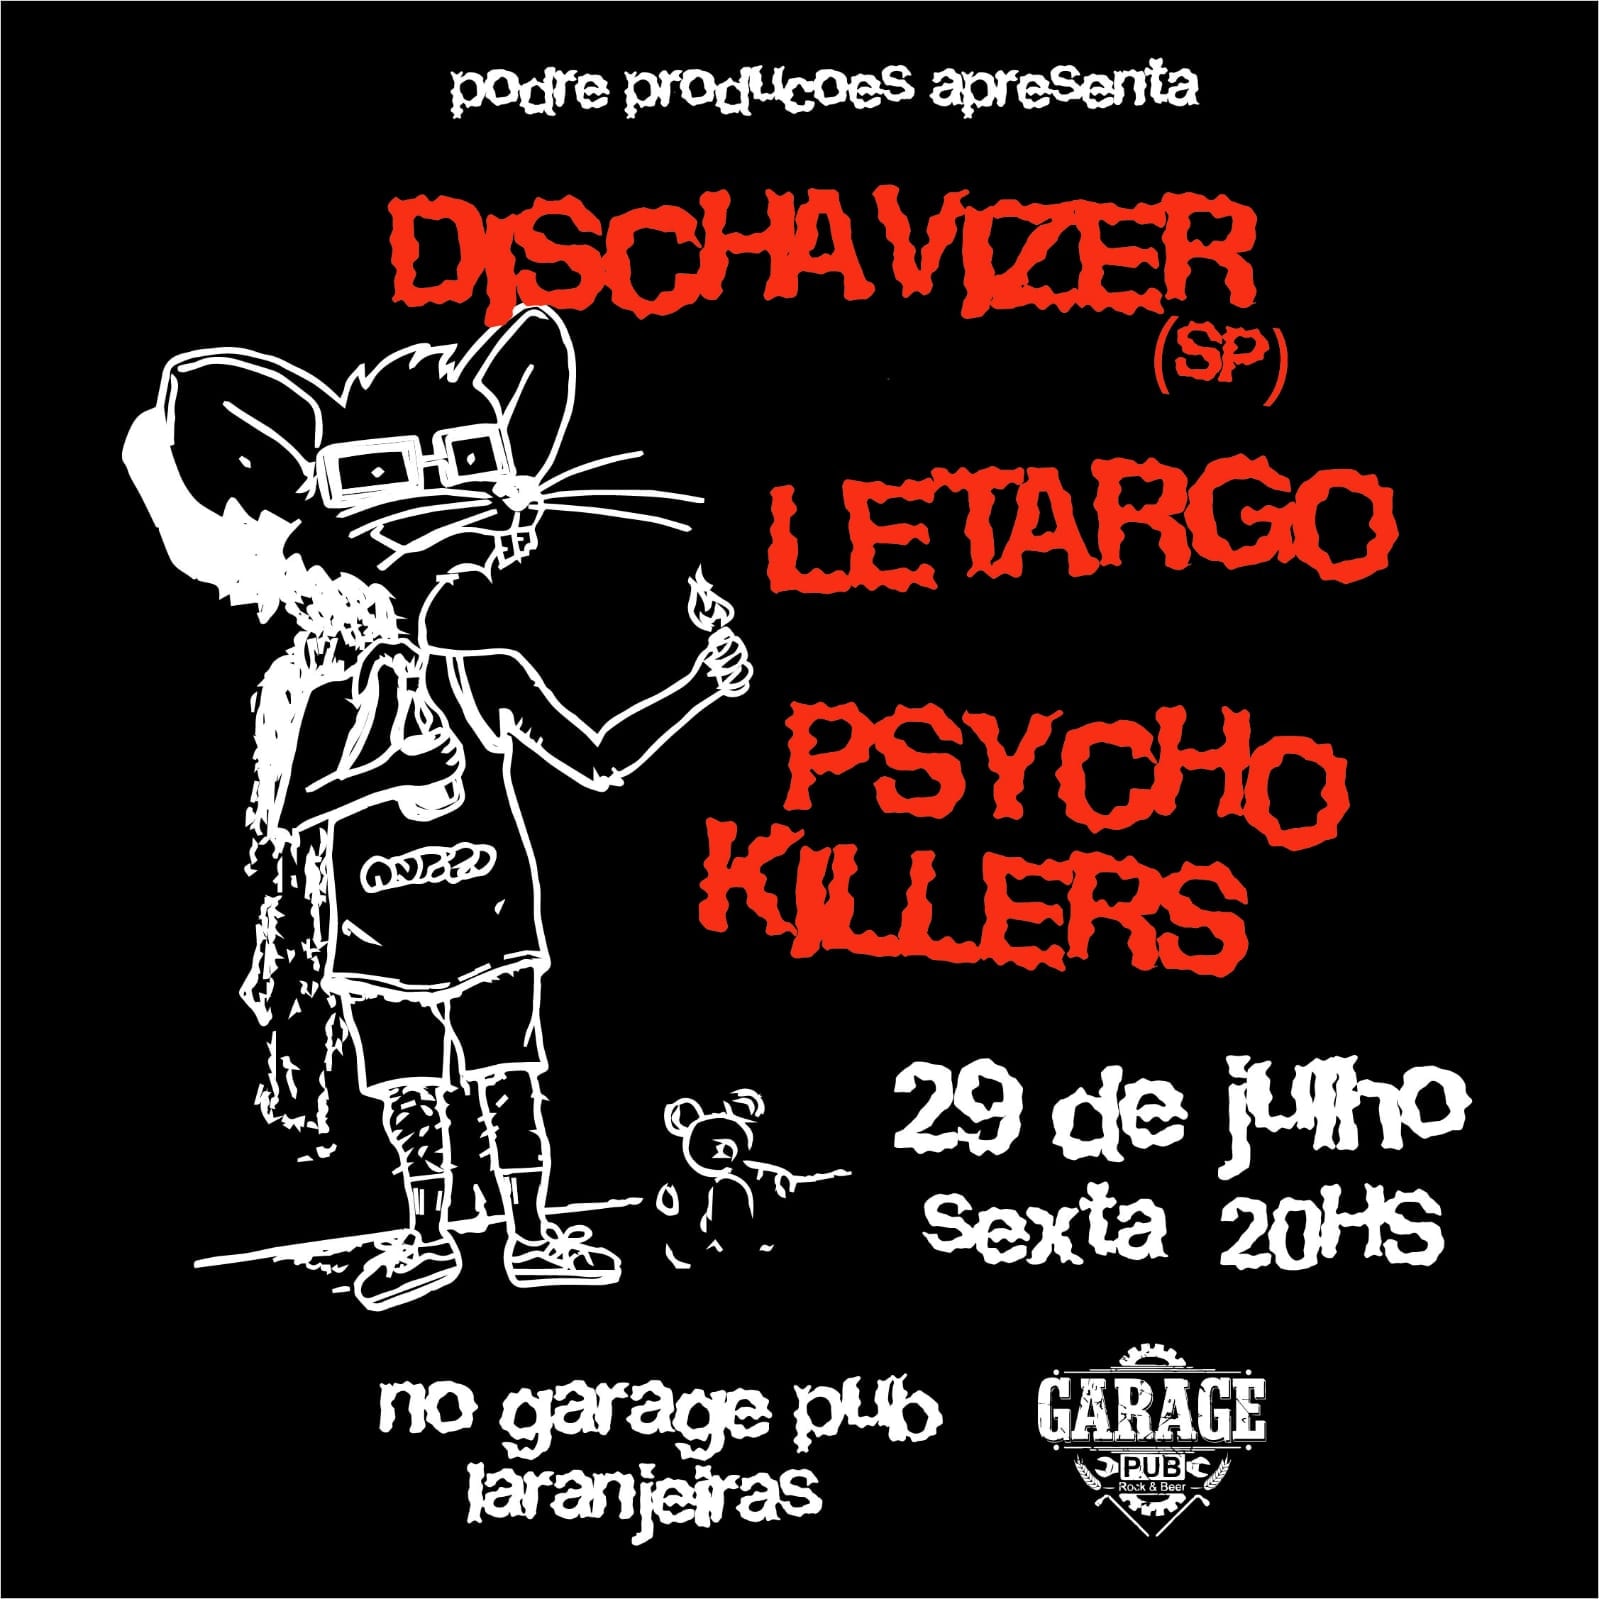 podre producoes apresenta
DISCHAVIZER
(SP)
LETARGO
PSYCHO
KILLERS
29 de julho
sexta 20HS
no garage pub
laranjeiras
GARAGE
PUB
Rock & Beer